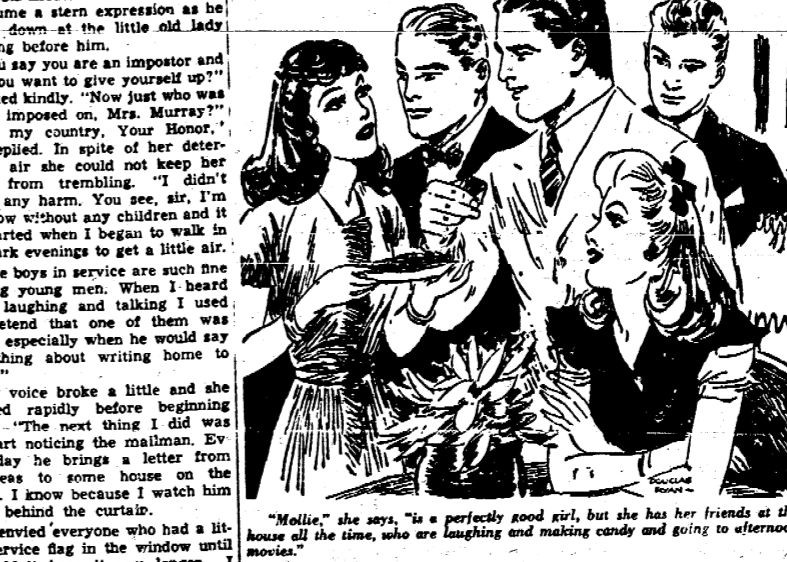 ume a stern expression as he
down at the little old lady
ng before him.
u say you are an impostor and
ou want to give yourself up?"
ed kindly. "Now just who was
imposed on, Mrs. Murray?"
my country, Your Honor,"
eplied. In spite of her deter-
air she could not keep her
from trembling. "I didn't
any harm. You see, sir, I'm
ow without any children and it
arted when I began to walk in
ark evenings to get a little air.
e boys in service are such fine
g young men. When I heard
laughing and talking I used
etend that one of them was
especially when he would say
thing about writing home to
"
voice broke a little and she
ed rapidly before beginning
"The next thing I did was
art noticing the mailman. Ev-
day he brings a letter from
eas to some house on the
. I know because I watch him
behind the curtain.
envied everyone who had a lit-
ervice flag in the window until
DOUGLAS
RYAN
"Mollie," she says, "is a perfectly good girl, but she has her friends at th
house all the time, who are laughing and making candy and going to afternoo
movies."